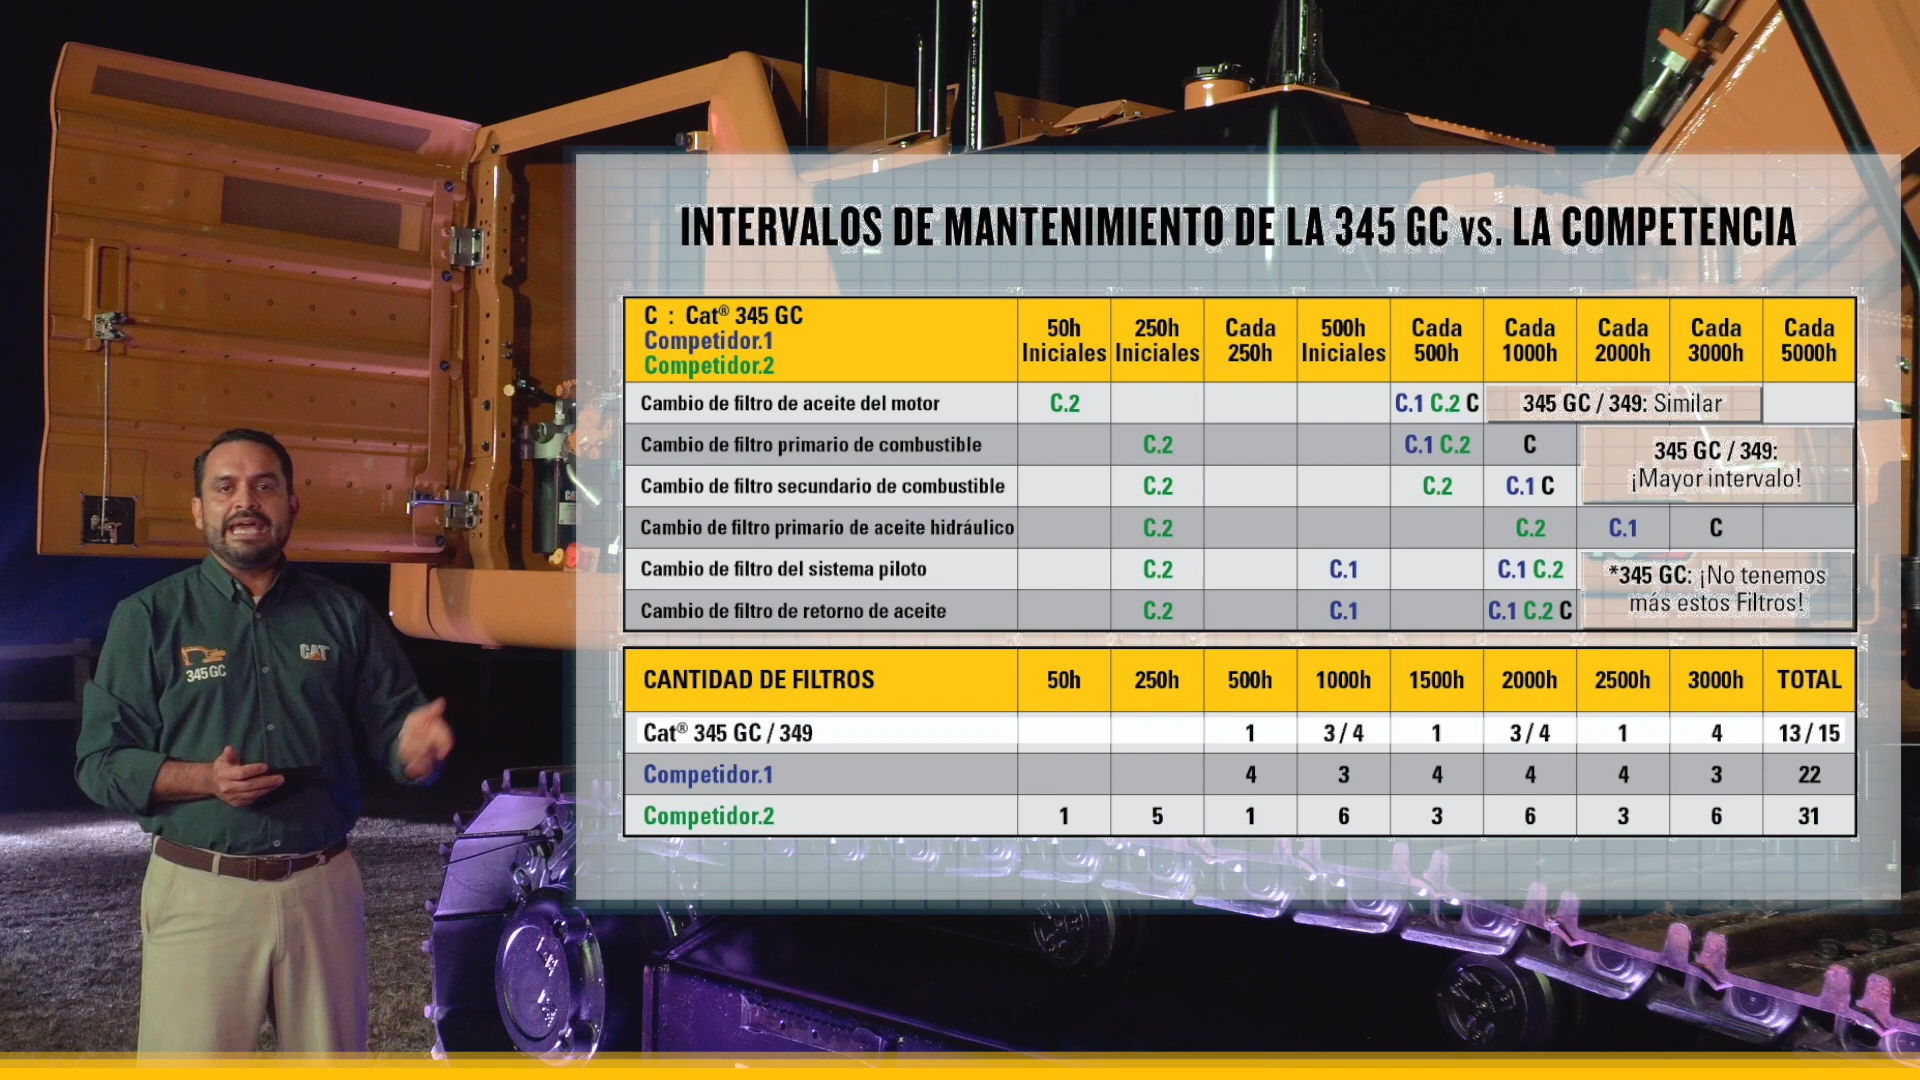 INTERVALOS DE MANTENIMIENTO DE LA 345 GC vs. LA COMPETENCIA
C : Cat® 345 GC
Competidor.1
Competidor.2
50h Iniciales
250h Iniciales
Cada 250h
500h Iniciales
Cada 500h
Cada 1000h
Cada 2000h
Cada 3000h
Cada 5000h
Cambio de filtro de aceite del motor C.2 C.1 C.2 C
345 GC / 349: Similar
Cambio de filtro primario de combustible C.2 C.1 C.2 C
345 GC / 349:
¡Mayor intervalo!
Cambio de filtro secundario de combustible C.2 C.2 C.1 C
Cambio de filtro primario de aceite hidráulico C.2 C.2 C.1 C
Cambio de filtro del sistema piloto C.2 C.1 C.1 C.2
*345 GC: ¡No tenemos
más estos Filtros!
Cambio de filtro de retorno de aceite C.2 C.1 C.1 C.2 C
CANTIDAD DE FILTROS 50h 250h 500h 1000h 1500h 2000h 2500h 3000h TOTAL
Cat® 345 GC / 349 1 3 / 4 1 3 / 4 1 4 13 / 15
Competidor.1 4 3 4 4 4 3 22
Competidor.2 1 5 1 6 3 6 3 6 31
345 GC
CAT